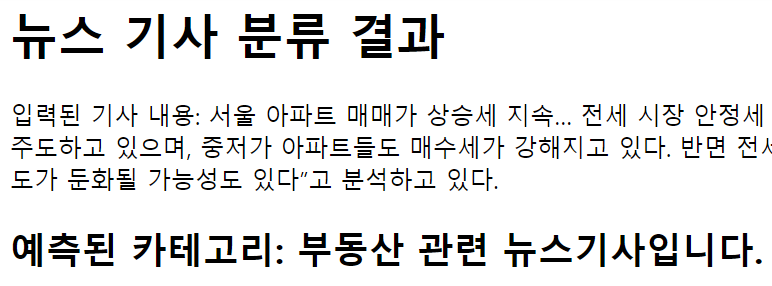 뉴스 기사 분류 결과
입력된 기사 내용: 서울 아파트 매매가 상승세 지속... 전세 시장 안정세
주도하고 있으며, 중저가 아파트들도 매수세가 강해지고 있다. 반면 전세
도가 둔화될 가능성도 있다”고 분석하고 있다.
예측된 카테고리: 부동산 관련 뉴스기사입니다.